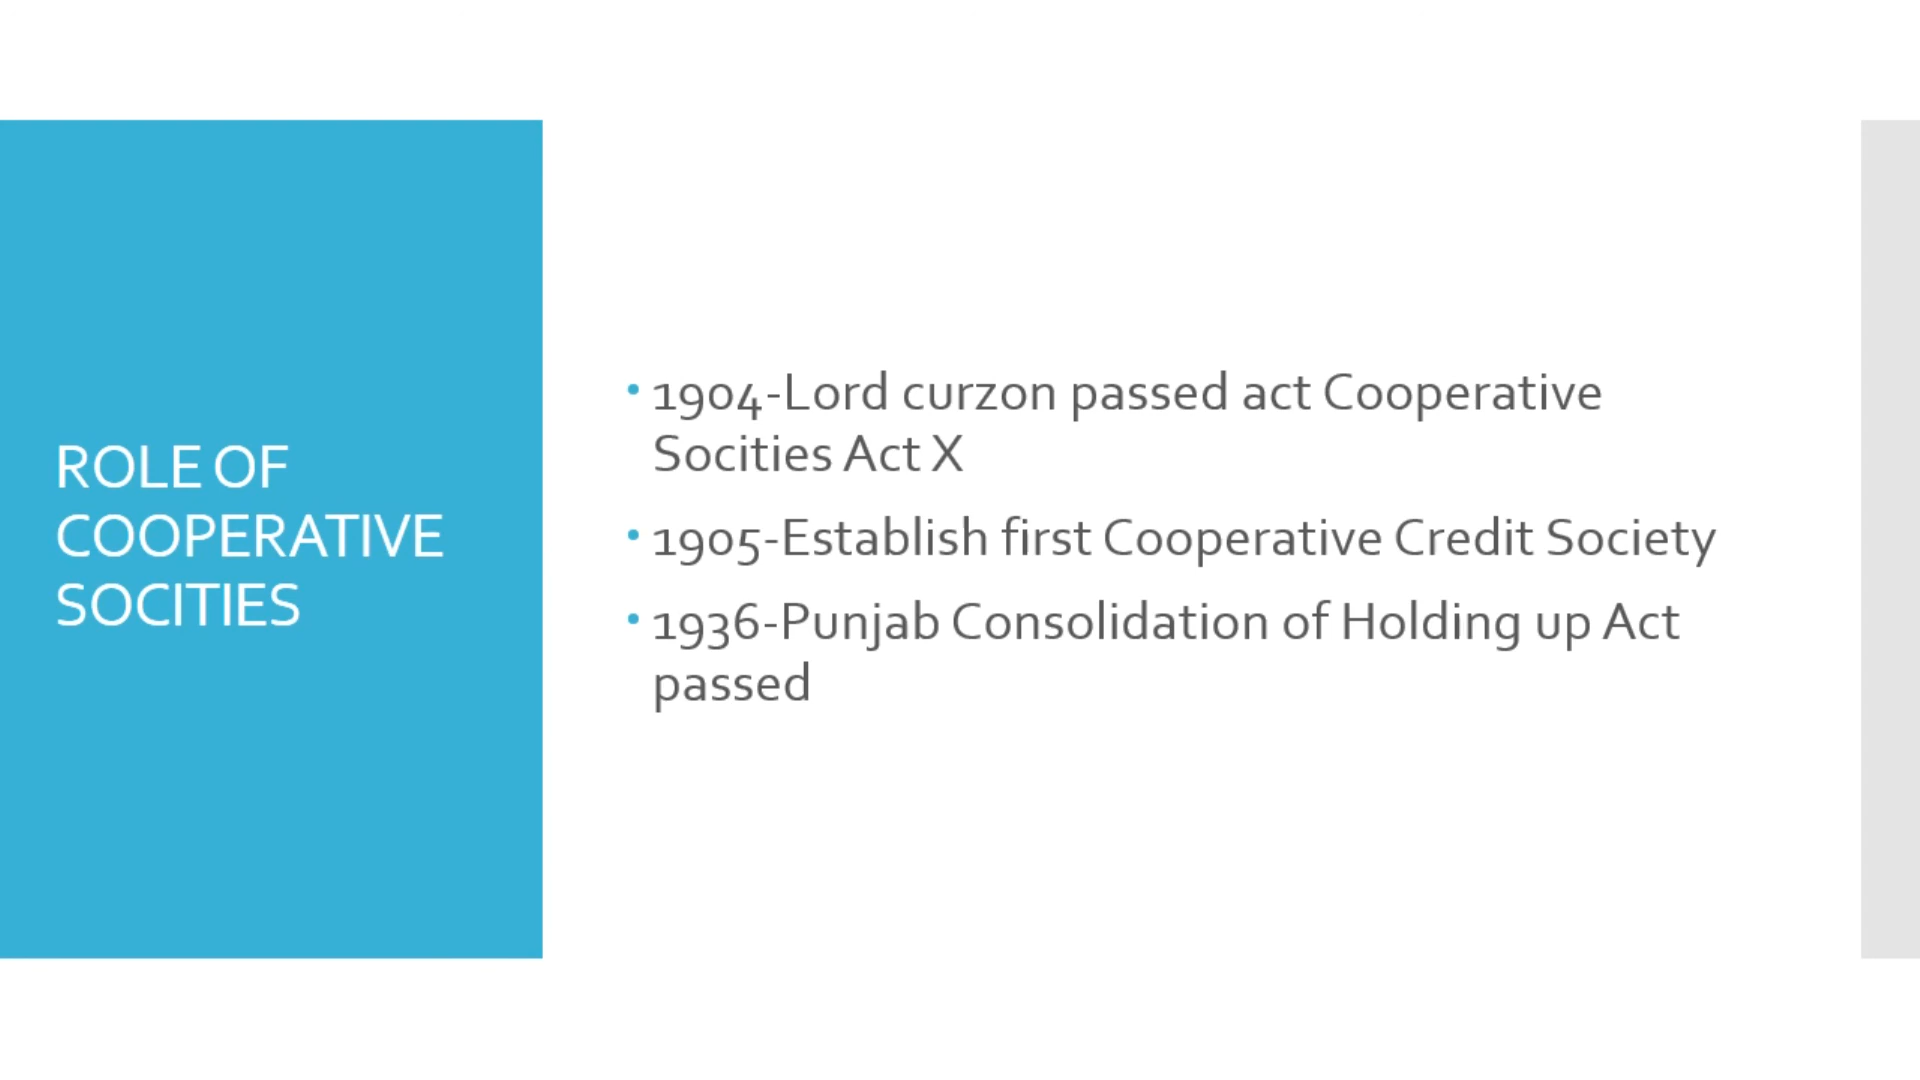 ROLE OF
COOPERATIVE
SOCITIES
• 1904-Lord curzon passed act Cooperative
Socities Act X
• 1905-Establish first Cooperative Credit Society
• 1936-Punjab Consolidation of Holding up Act
passed